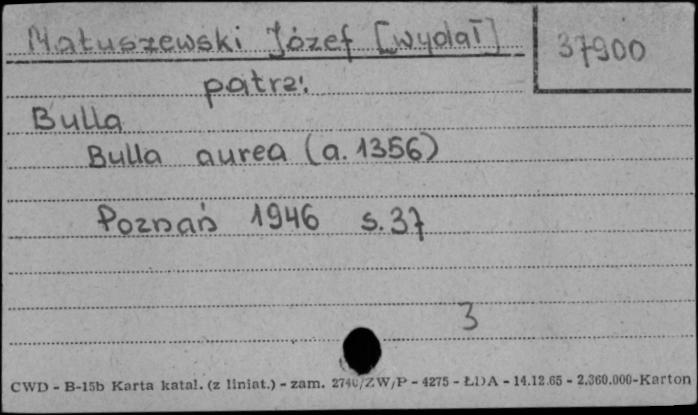 Matuszewski Józef [wydał]
37900
patrz:
Bulla
Bulla aurea (a. 1356)
Poznań 1946 s. 37
3
CWD - B-15b Karta katal. (z liniat.) - zam. 2740/ZW/P - 4275 - ŁDA - 14.12.65 - 2.360.000-Karton